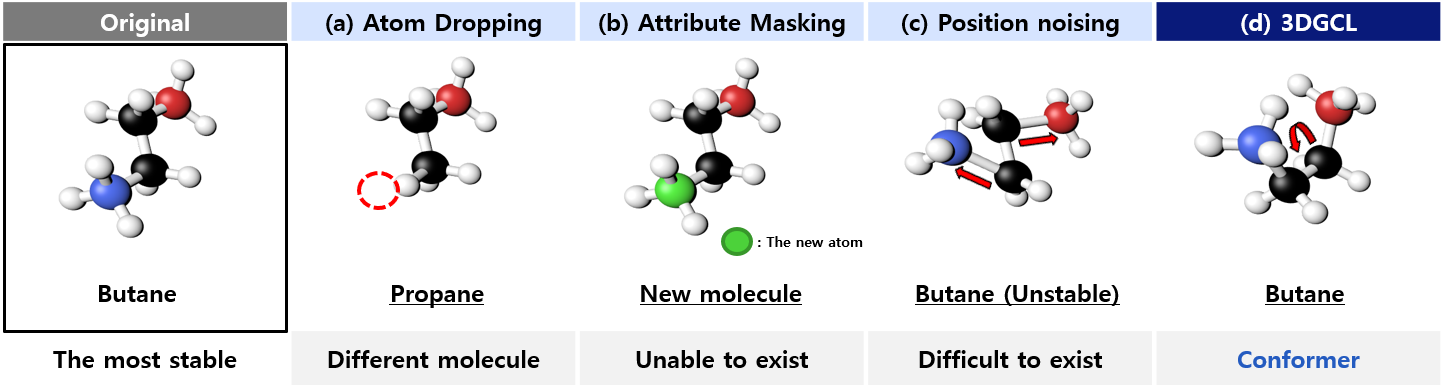 Original
(a) Atom Dropping
(b) Attribute Masking
(c) Position noising
(d) 3DGCL
: The new atom
Butane
Propane
New molecule
Butane (Unstable)
Butane
The most stable
Different molecule
Unable to exist
Difficult to exist
Conformer